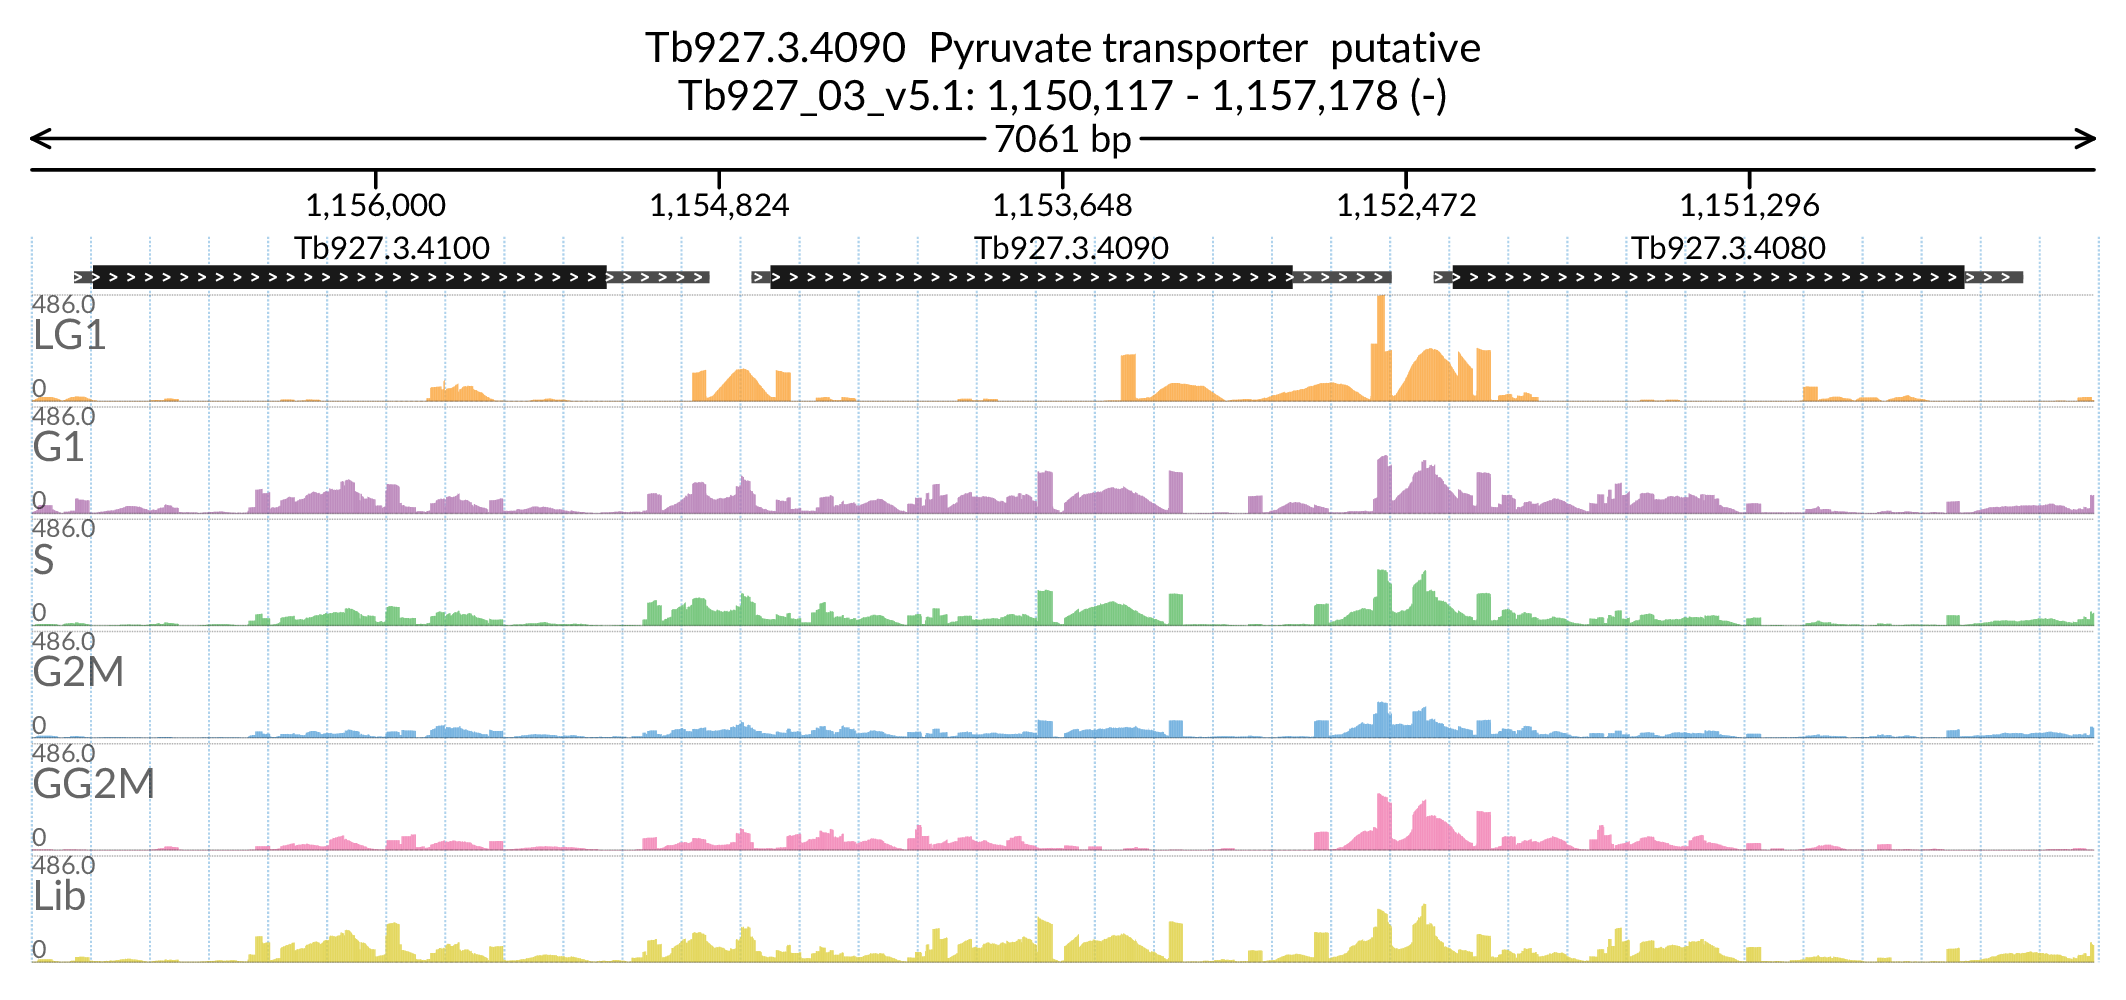 Tb927.3.4090 Pyruvate transporter putative
Tb927_03_v5.1: 1,150,117 - 1,157,178 (-)
7061 bp
1,156,000 1,154,824 1,153,648 1,152,472 1,151,296
Tb927.3.4100 Tb927.3.4090 Tb927.3.4080
486.0
LG1
0
486.0
G1
0
486.0
S
0
486.0
G2M
0
486.0
GG2M
0
486.0
Lib
0